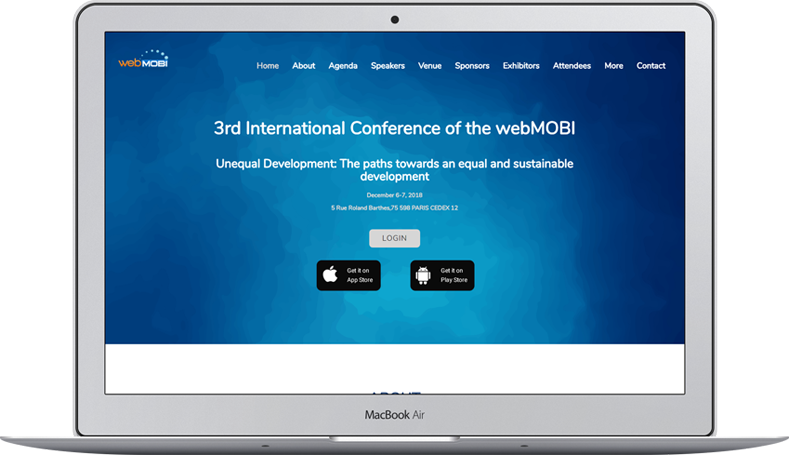 webMOBI
Home About Agenda Speakers Venue Sponsors Exhibitors Attendees More Contact
3rd International Conference of the webMOBI
Unequal Development: The paths towards an equal and sustainable
development
December 6-7, 2018
5 Rue Roland Barthes,75 598 PARIS CEDEX 12
LOGIN
Get it on
App Store
Get it on
Play Store
ABOUT
MacBook Air